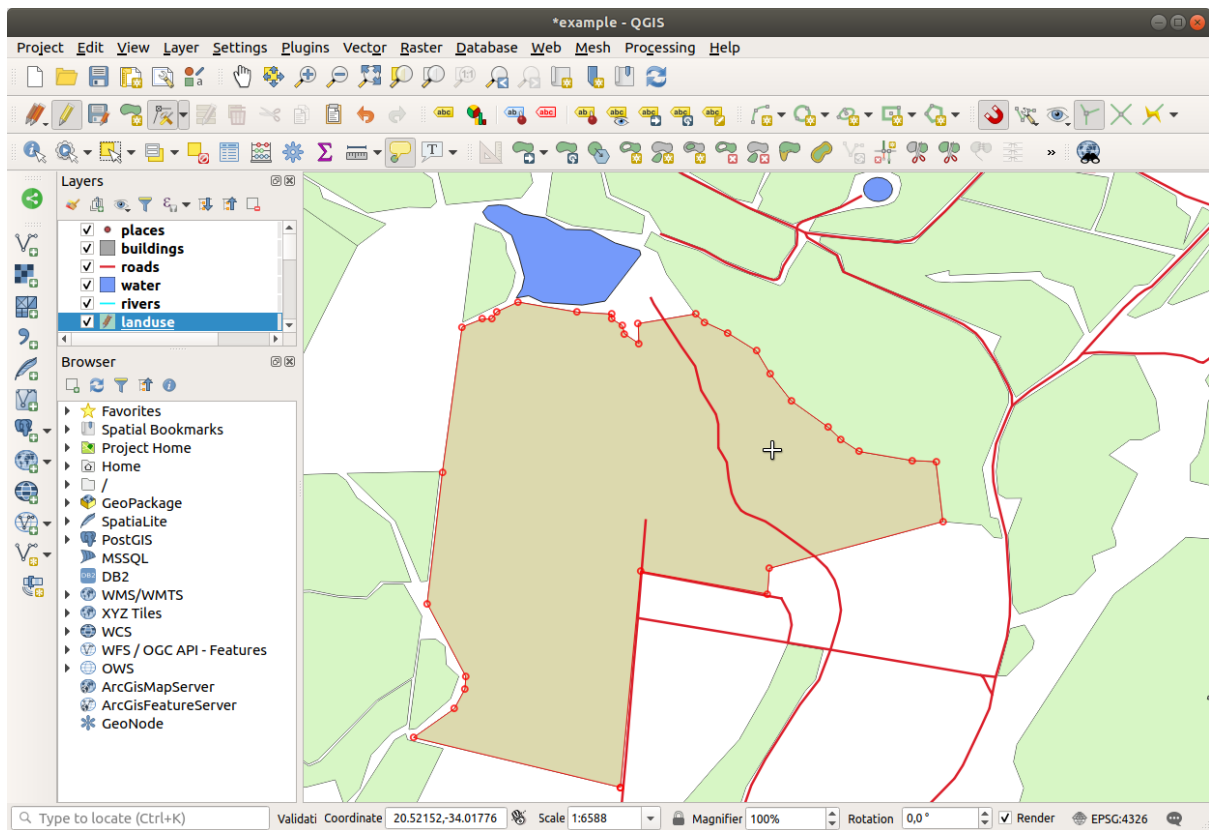 *example - QGIS
Project Edit View Layer Settings Plugins Vector Raster Database Web Mesh Processing Help
Layers
places
buildings
roads
water
rivers
landuse
Browser
Favorites
Spatial Bookmarks
Project Home
Home
/
GeoPackage
SpatiaLite
PostGIS
MSSQL
DB2
WMS/WMTS
XYZ Tiles
WCS
WFS / OGC API - Features
OWS
ArcGisMapServer
ArcGisFeatureServer
GeoNode
Type to locate (Ctrl+K) Validati Coordinate 20.52152,-34.01776 Scale 1:6588 Magnifier 100% Rotation 0,0 ° Render EPSG:4326